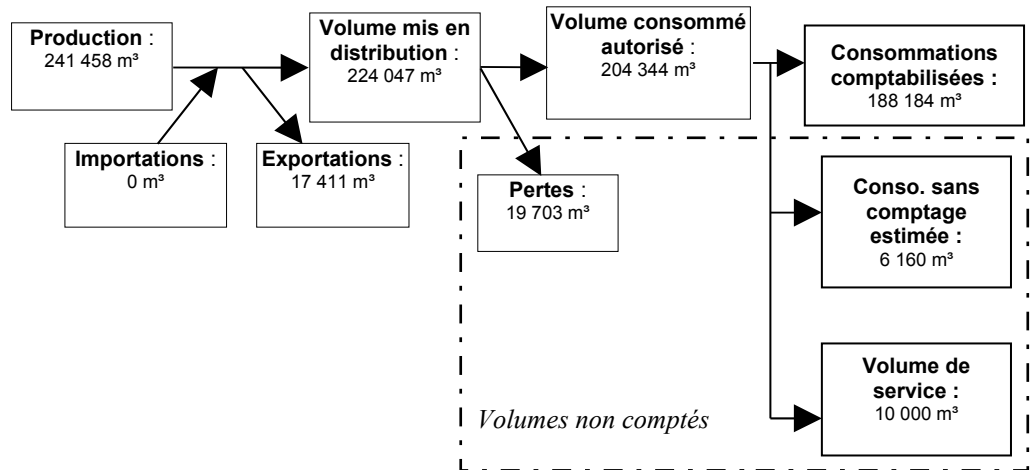 Production :
241 458 m³
Volume mis en
distribution :
224 047 m³
Volume consommé
autorisé :
204 344 m³
Consommations
comptabilisées :
188 184 m³
Importations :
0 m³
Exportations :
17 411 m³
Pertes :
19 703 m³
Conso. sans
comptage
estimée :
6 160 m³
Volume de
service :
10 000 m³
Volumes non comptés